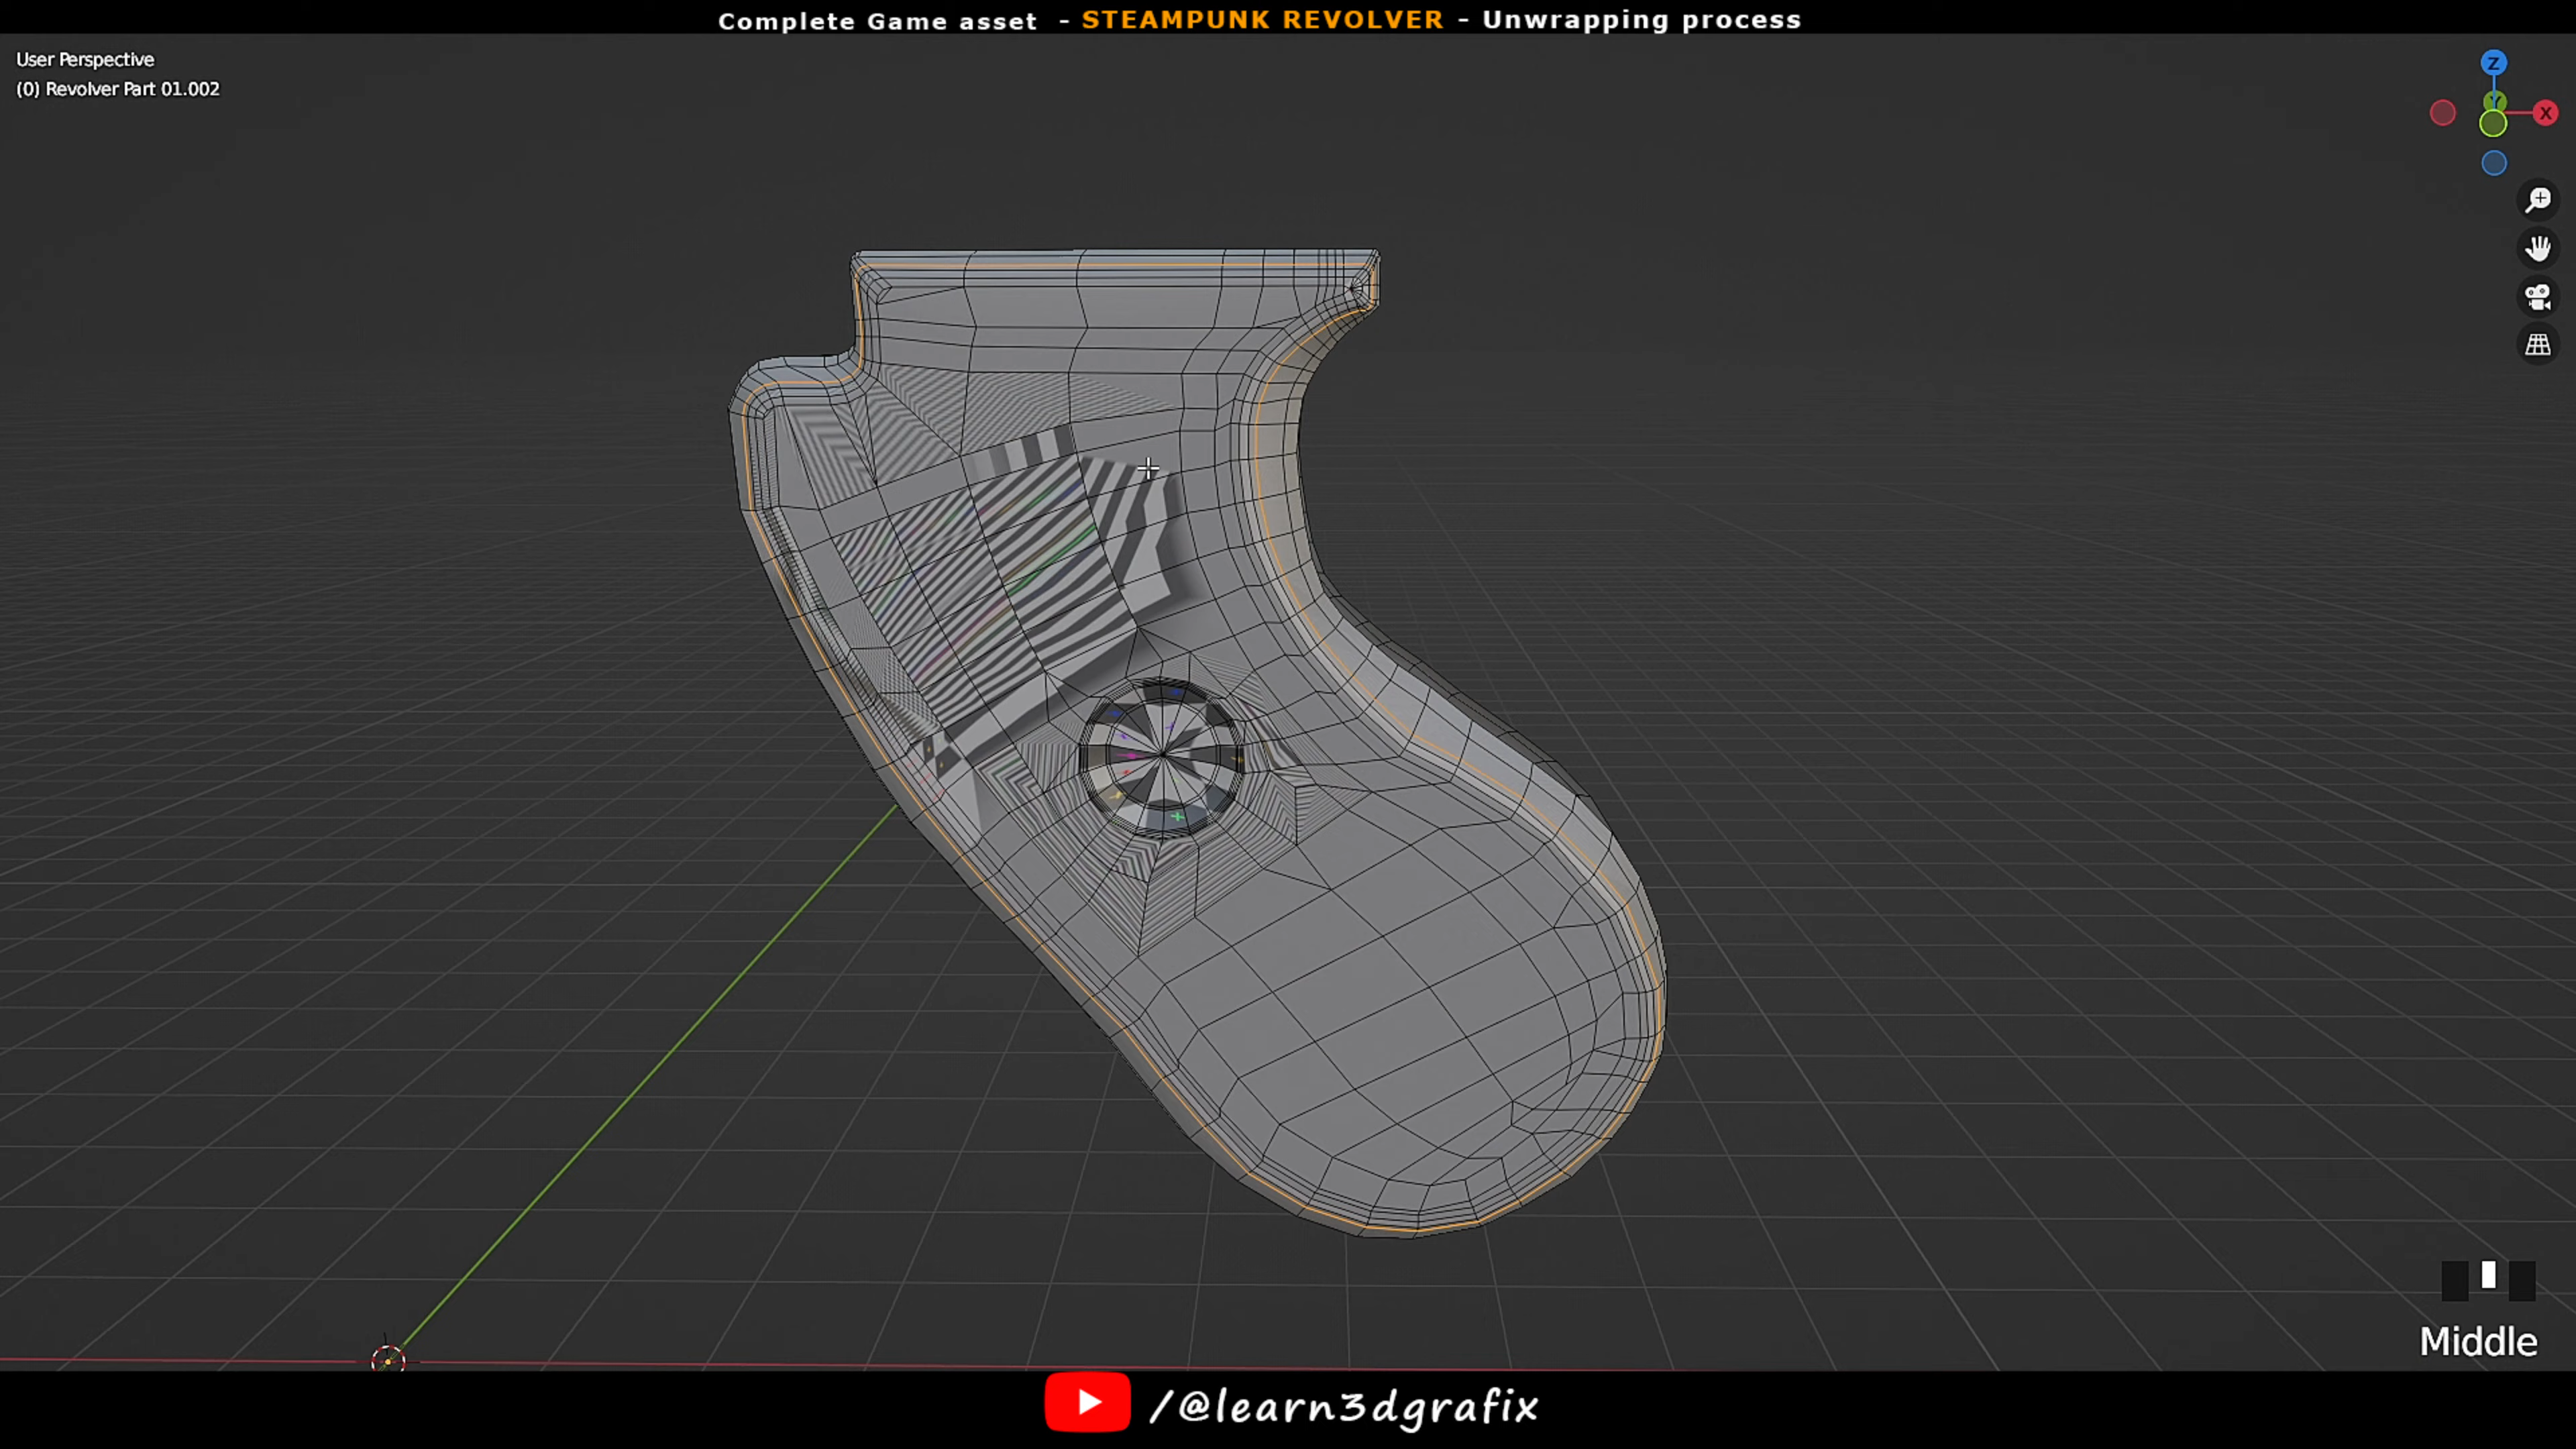 Complete Game asset - STEAMPUNK REVOLVER - Unwrapping process
User Perspective
(0) Revolver Part 01.002
Z
Y
X
Middle
/@learn3dgrafix